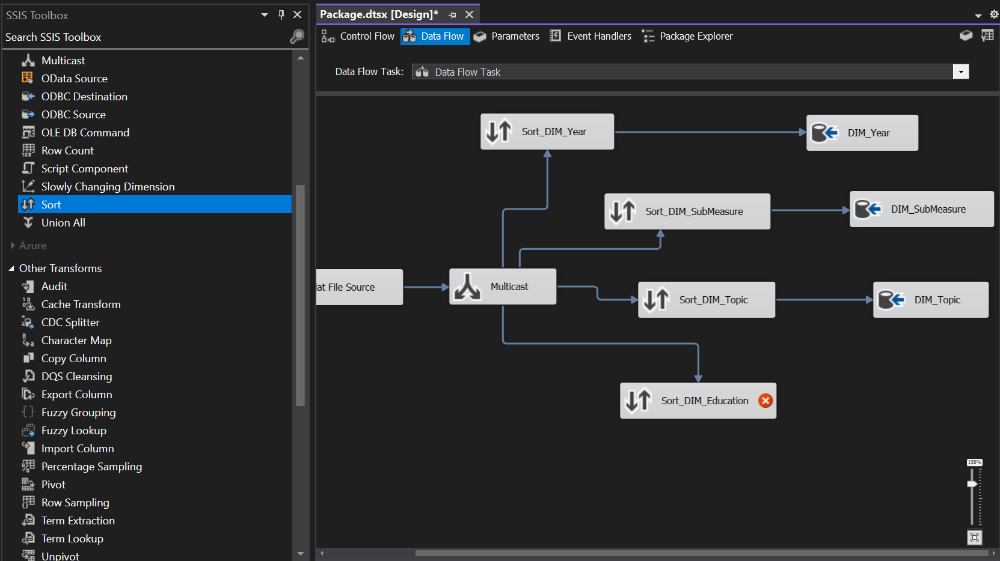 SSIS Toolbox
Search SSIS Toolbox
Multicast
OData Source
ODBC Destination
ODBC Source
OLE DB Command
Row Count
Script Component
Slowly Changing Dimension
Sort
Union All
Azure
Other Transforms
Audit
Cache Transform
CDC Splitter
Character Map
Copy Column
DQS Cleansing
Export Column
Fuzzy Grouping
Fuzzy Lookup
Import Column
Percentage Sampling
Pivot
Row Sampling
Term Extraction
Term Lookup
Unpivot
Package.dtsx [Design]*
Control Flow
Data Flow
Parameters
Event Handlers
Package Explorer
Data Flow Task:
Data Flow Task
Sort_DIM_Year
DIM_Year
Sort_DIM_SubMeasure
DIM_SubMeasure
at File Source
Multicast
Sort_DIM_Topic
DIM_Topic
Sort_DIM_Education
150%